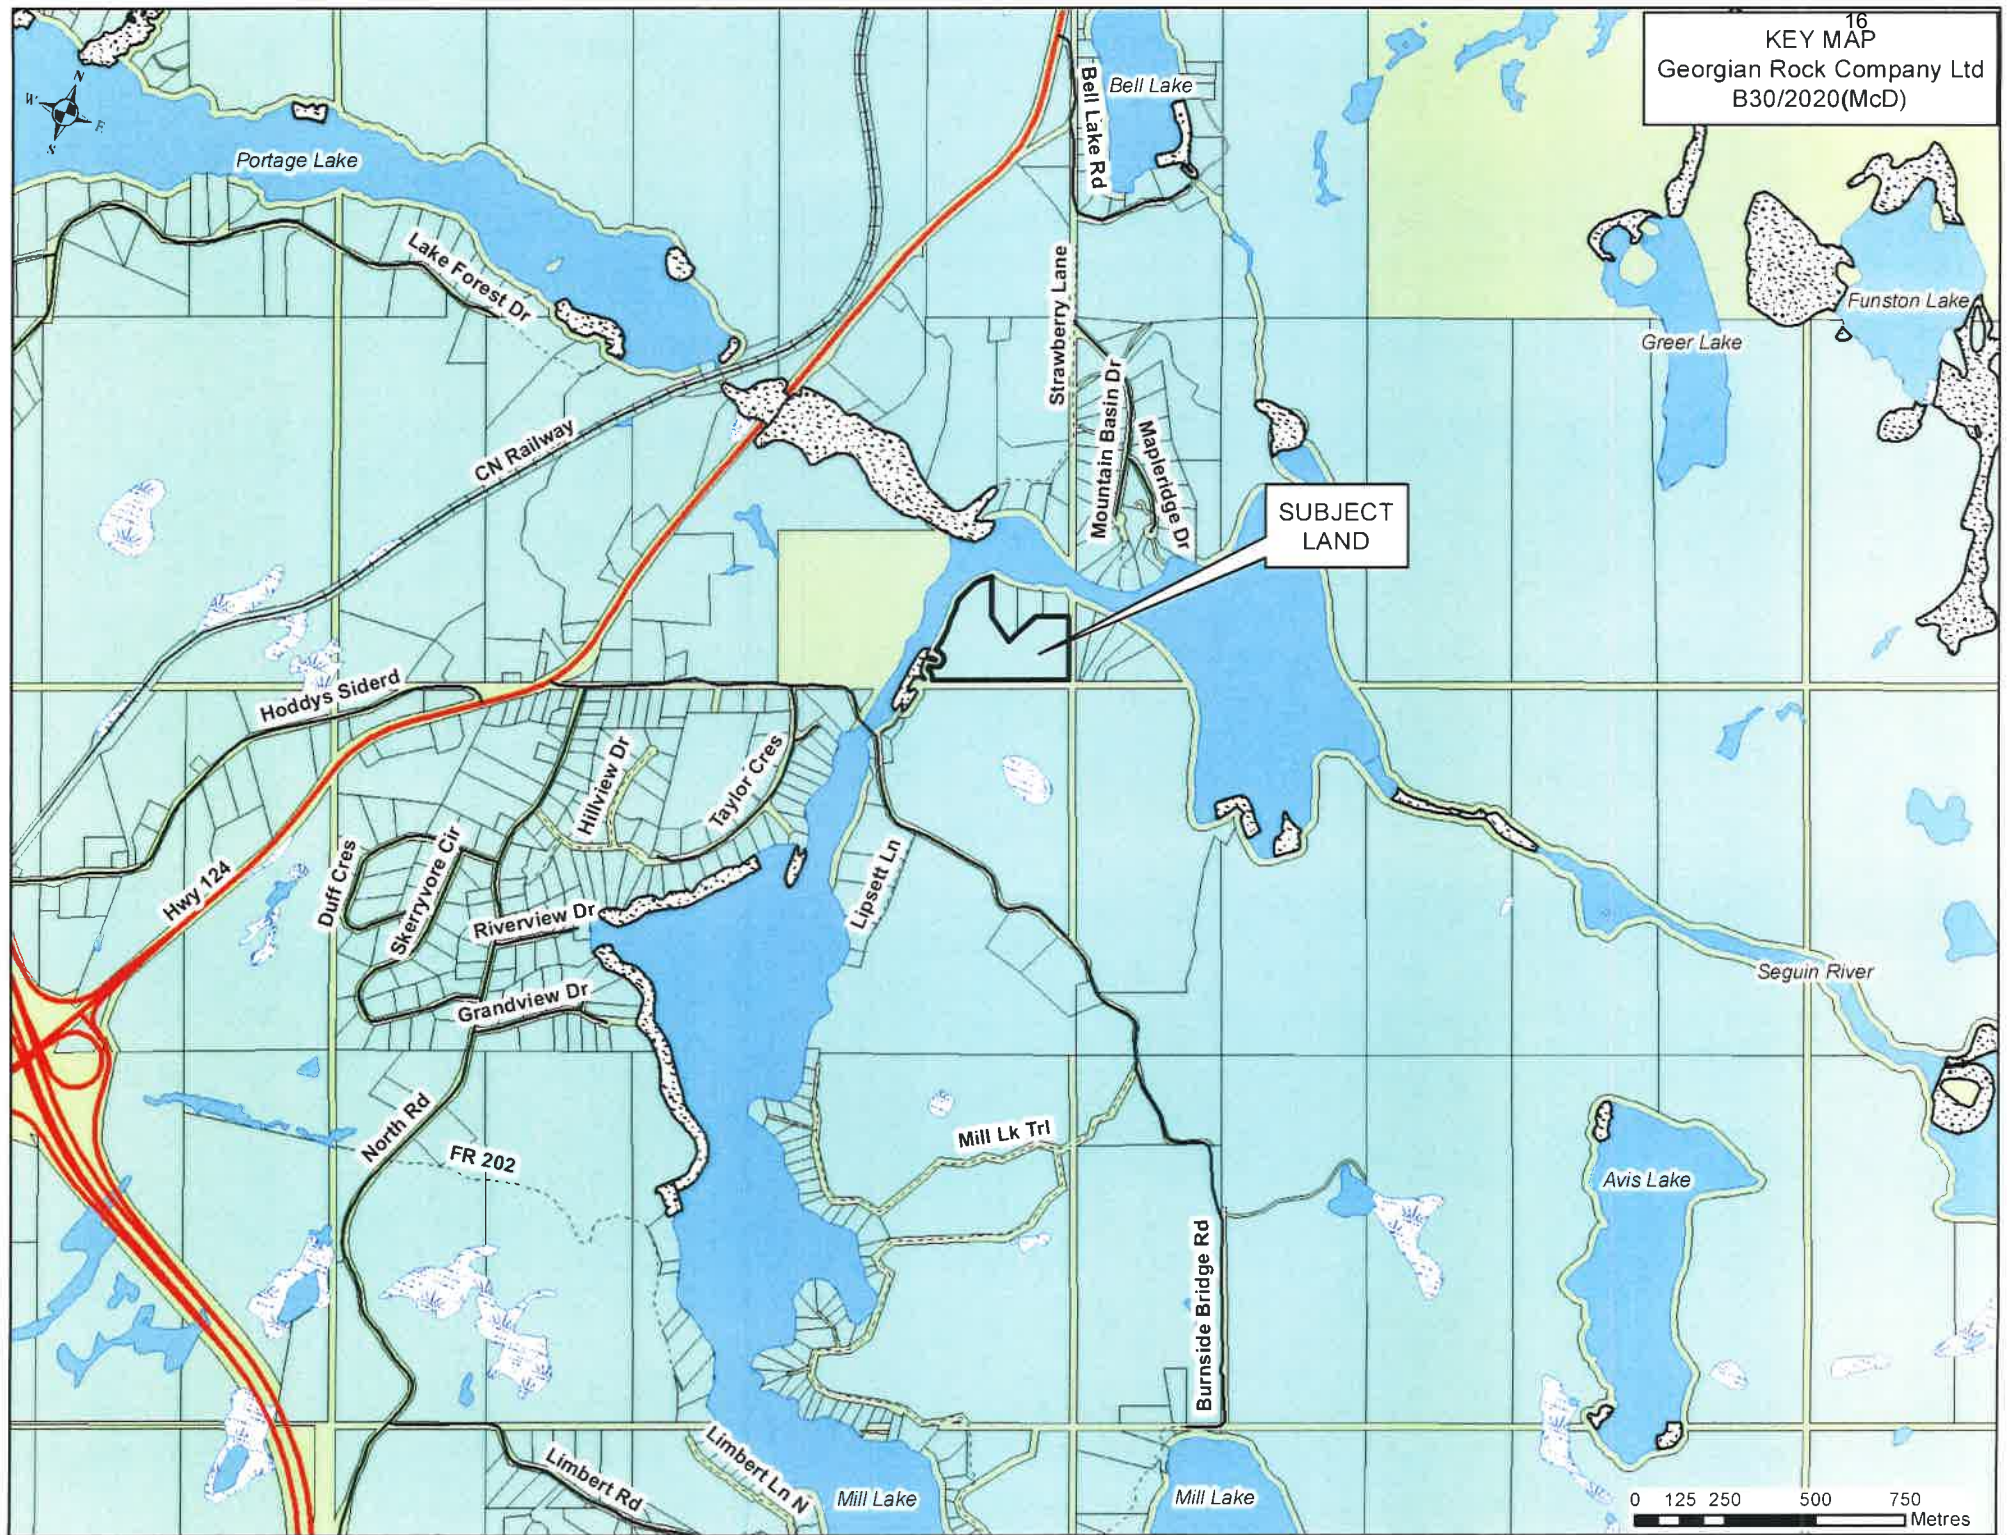 16
KEY MAP
Georgian Rock Company Ltd
B30/2020(McD)
N
W
E
S
Portage Lake
Bell Lake
Bell Lake Rd
Lake Forest Dr
Strawberry Lane
Funston Lake
Greer Lake
CN Railway
Mountain Basin Dr
Mapleridge Dr
SUBJECT
LAND
Hoddys Siderd
Hillview Dr
Taylor Cres
Hwy 124
Duff Cres
Skerryvore Cir
Riverview Dr
Lipsett Ln
Grandview Dr
Seguin River
North Rd
FR 202
Mill Lk Trl
Avis Lake
Burnside Bridge Rd
Limbert Rd
Limbert Ln N
Mill Lake
Mill Lake
0 125 250 500 750
Metres